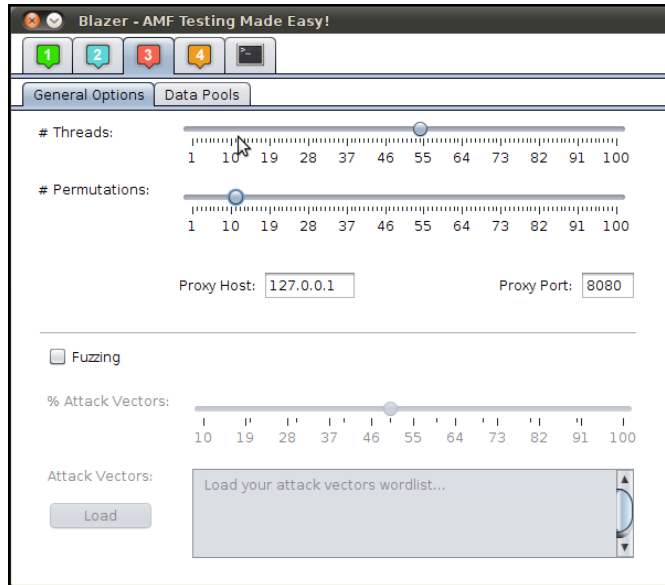 Blazer - AMF Testing Made Easy!
1 2 3 4
General Options Data Pools
# Threads:
1 10 19 28 37 46 55 64 73 82 91 100
# Permutations:
1 10 19 28 37 46 55 64 73 82 91 100
Proxy Host: 127.0.0.1 Proxy Port: 8080
Fuzzing
% Attack Vectors:
10 19 28 37 46 55 64 73 82 91 100
Attack Vectors:
Load your attack vectors wordlist...
Load